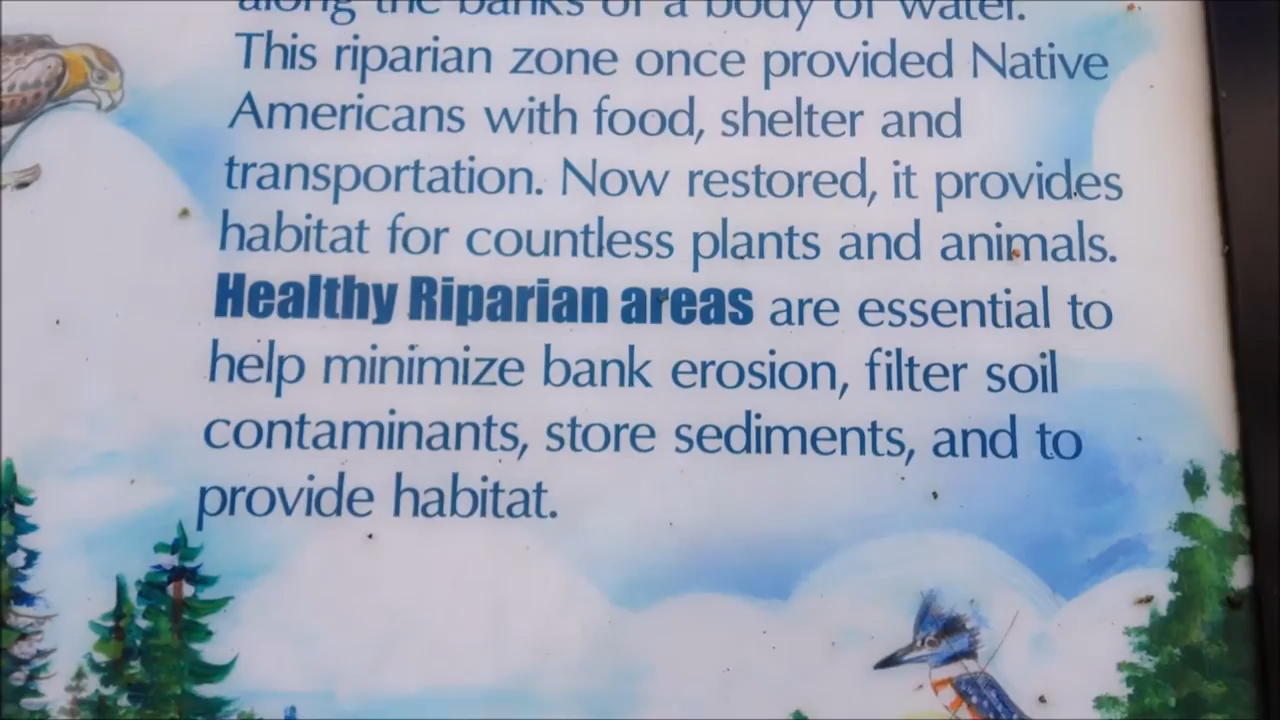 along the banks of a body of water.
This riparian zone once provided Native
Americans with food, shelter and
transportation. Now restored, it provides
habitat for countless plants and animals.
Healthy Riparian areas are essential to
help minimize bank erosion, filter soil
contaminants, store sediments, and to
provide habitat.